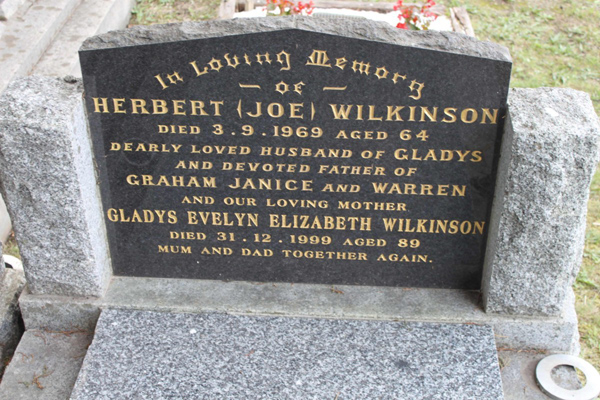 In Loving Memory
— OF —
HERBERT (JOE) WILKINSON
DIED 3.9.1969 AGED 64
DEARLY LOVED HUSBAND OF GLADYS
AND DEVOTED FATHER OF
GRAHAM JANICE AND WARREN
AND OUR LOVING MOTHER
GLADYS EVELYN ELIZABETH WILKINSON
DIED 31.12.1999 AGED 89
MUM AND DAD TOGETHER AGAIN.